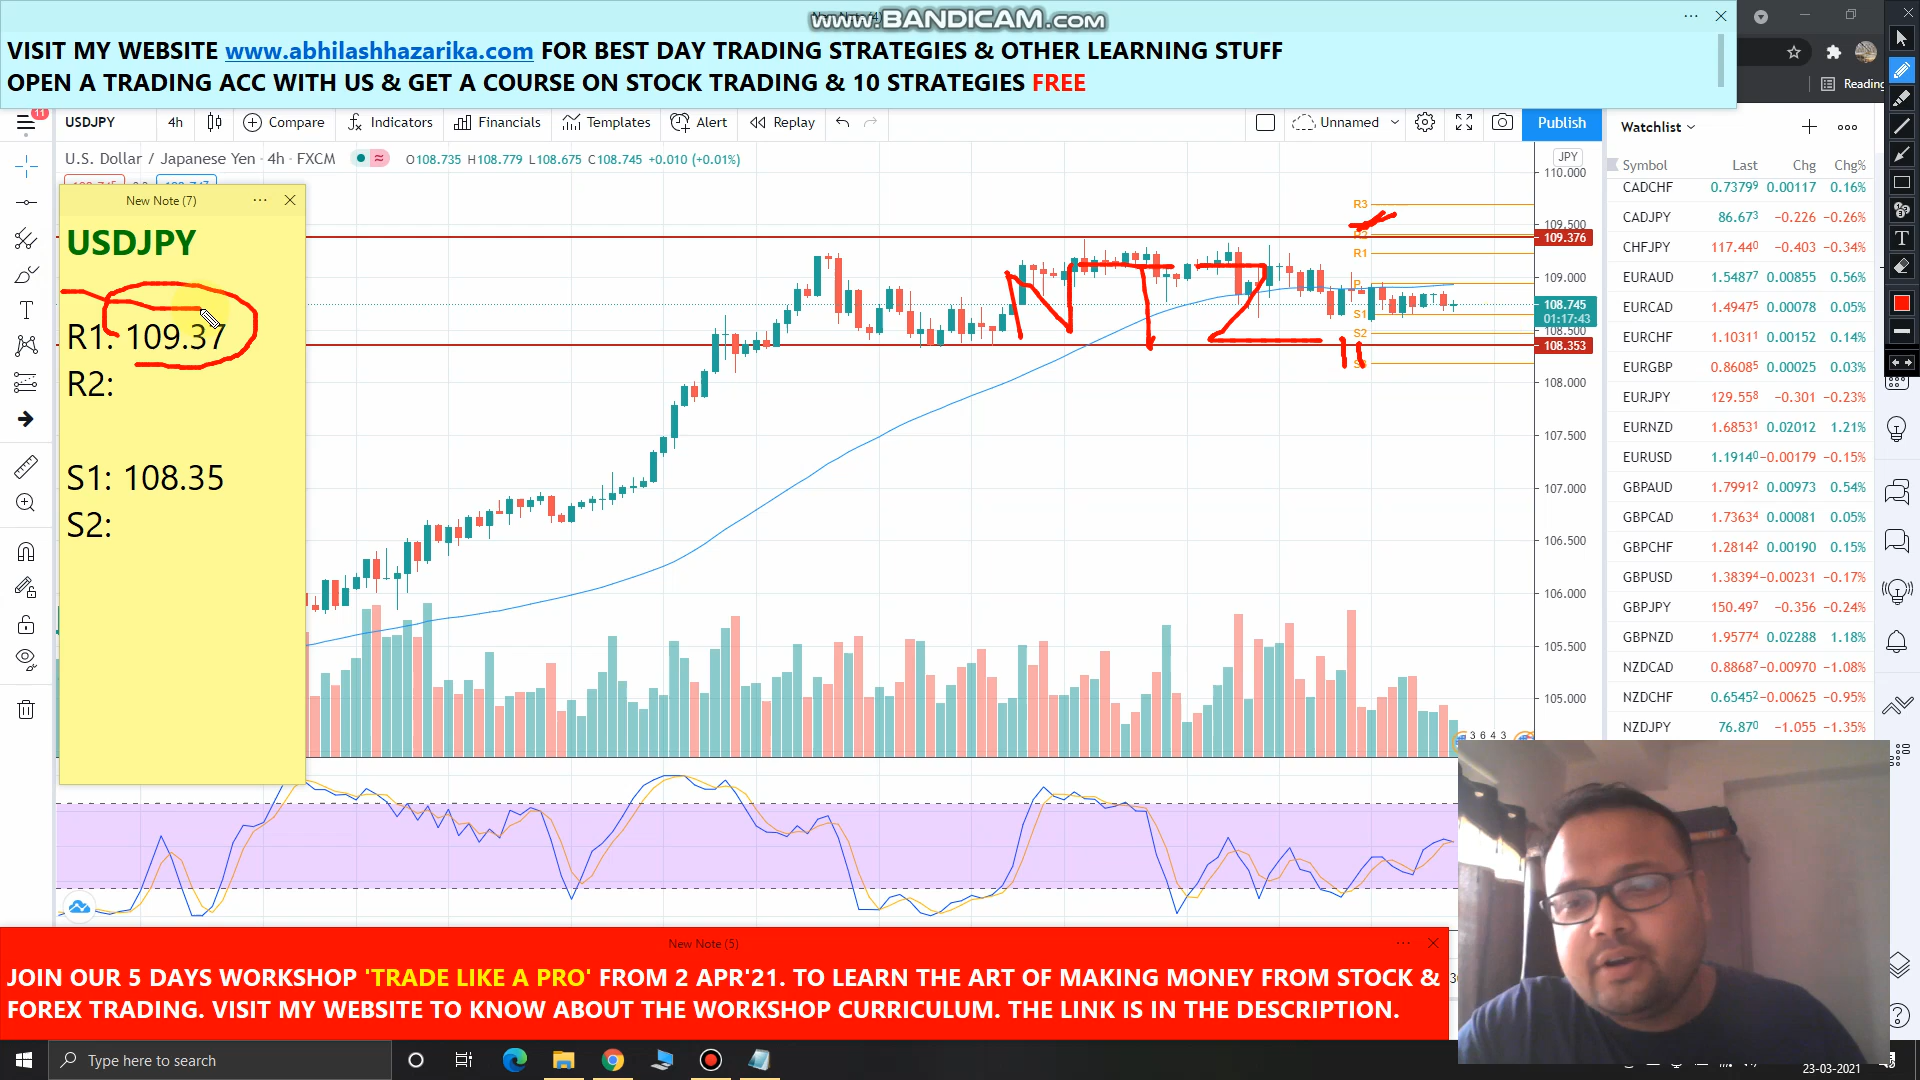 WWW.BANDICAM.COM
VISIT MY WEBSITE www.abhilashhazarika.com FOR BEST DAY TRADING STRATEGIES & OTHER LEARNING STUFF
OPEN A TRADING ACC WITH US & GET A COURSE ON STOCK TRADING & 10 STRATEGIES FREE
Reading
11
USDJPY 4h Compare Indicators Financials Templates Alert Replay Unnamed Publish
U.S. Dollar / Japanese Yen · 4h · FXCM O108.735 H108.779 L108.675 C108.745 +0.010 (+0.01%)
JPY
New Note (7)
USDJPY
R1: 109.37
R2:
S1: 108.35
S2:
NTZ
R3
R2
R1
P
S1
S2
110.000
109.500
109.376
109.000
108.745
01:17:43
108.500
108.353
108.000
107.500
107.000
106.500
106.000
105.500
105.000
3 6 4 3
Watchlist
Symbol Last Chg Chg%
CADCHF 0.73799 0.00117 0.16%
CADJPY 86.673 −0.226 −0.26%
CHFJPY 117.440 −0.403 −0.34%
EURAUD 1.54877 0.00855 0.56%
EURCAD 1.49475 0.00078 0.05%
EURCHF 1.10311 0.00152 0.14%
EURGBP 0.86085 0.00025 0.03%
EURJPY 129.558 −0.301 −0.23%
EURNZD 1.68531 0.02012 1.21%
EURUSD 1.19140 −0.00179 −0.15%
GBPAUD 1.79912 0.00973 0.54%
GBPCAD 1.73634 0.00081 0.05%
GBPCHF 1.28142 0.00190 0.15%
GBPUSD 1.38394 −0.00231 −0.17%
GBPJPY 150.497 −0.356 −0.24%
GBPNZD 1.95774 0.02288 1.18%
NZDCAD 0.88687 −0.00970 −1.08%
NZDCHF 0.65452 −0.00625 −0.95%
NZDJPY 76.870 −1.055 −1.35%
New Note (5)
JOIN OUR 5 DAYS WORKSHOP 'TRADE LIKE A PRO' FROM 2 APR'21. TO LEARN THE ART OF MAKING MONEY FROM STOCK &
FOREX TRADING. VISIT MY WEBSITE TO KNOW ABOUT THE WORKSHOP CURRICULUM. THE LINK IS IN THE DESCRIPTION.
Type here to search
23-03-2021